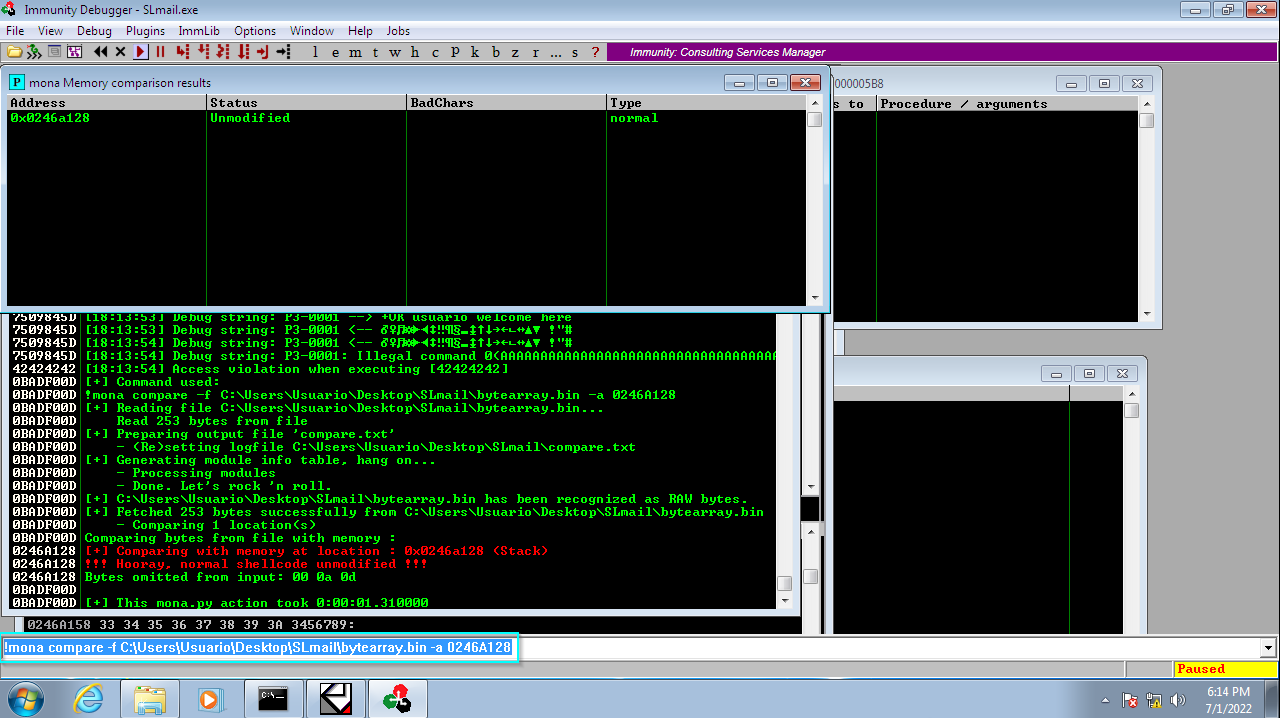 Immunity Debugger - SLmail.exe
File View Debug Plugins ImmLib Options Window Help Jobs
l e m t w h c p k b z r ... s ?
Immunity: Consulting Services Manager
P mona Memory comparison results
Address Status BadChars Type
0x0246a128 Unmodified normal
000005B8
s to Procedure / arguments
7509845D [18:13:53] Debug string: P3-0001 --> +OK usuario welcome here
7509845D [18:13:53] Debug string: P3-0001 <--
7509845D [18:13:54] Debug string: P3-0001 <--
7509845D [18:13:54] Debug string: P3-0001: Illegal command
42424242 [18:13:54] Access violation when executing [42424242]
0BADF00D [+] Command used:
0BADF00D !mona compare -f C:\Users\Usuario\Desktop\SLmail\bytearray.bin -a 0246A128
0BADF00D [+] Reading file C:\Users\Usuario\Desktop\SLmail\bytearray.bin...
0BADF00D Read 253 bytes from file
0BADF00D [+] Preparing output file 'compare.txt'
0BADF00D - (Re)setting logfile C:\Users\Usuario\Desktop\SLmail\compare.txt
0BADF00D [+] Generating module info table, hang on...
0BADF00D - Processing modules
0BADF00D - Done. Let's rock 'n roll.
0BADF00D [+] C:\Users\Usuario\Desktop\SLmail\bytearray.bin has been recognized as RAW bytes.
0BADF00D [+] Fetched 253 bytes successfully from C:\Users\Usuario\Desktop\SLmail\bytearray.bin
0BADF00D - Comparing 1 location(s)
0BADF00D Comparing bytes from file with memory :
0246A128 [+] Comparing with memory at location : 0x0246a128 (Stack)
0246A128 !!! Hooray, normal shellcode unmodified !!!
0246A128 Bytes omitted from input: 00 0a 0d
0BADF00D
0BADF00D [+] This mona.py action took 0:00:01.310000
0246A158 33 34 35 36 37 38 39 3A 3456789:
!mona compare -f C:\Users\Usuario\Desktop\SLmail\bytearray.bin -a 0246A128
Paused
C:\
6:14 PM
7/1/2022